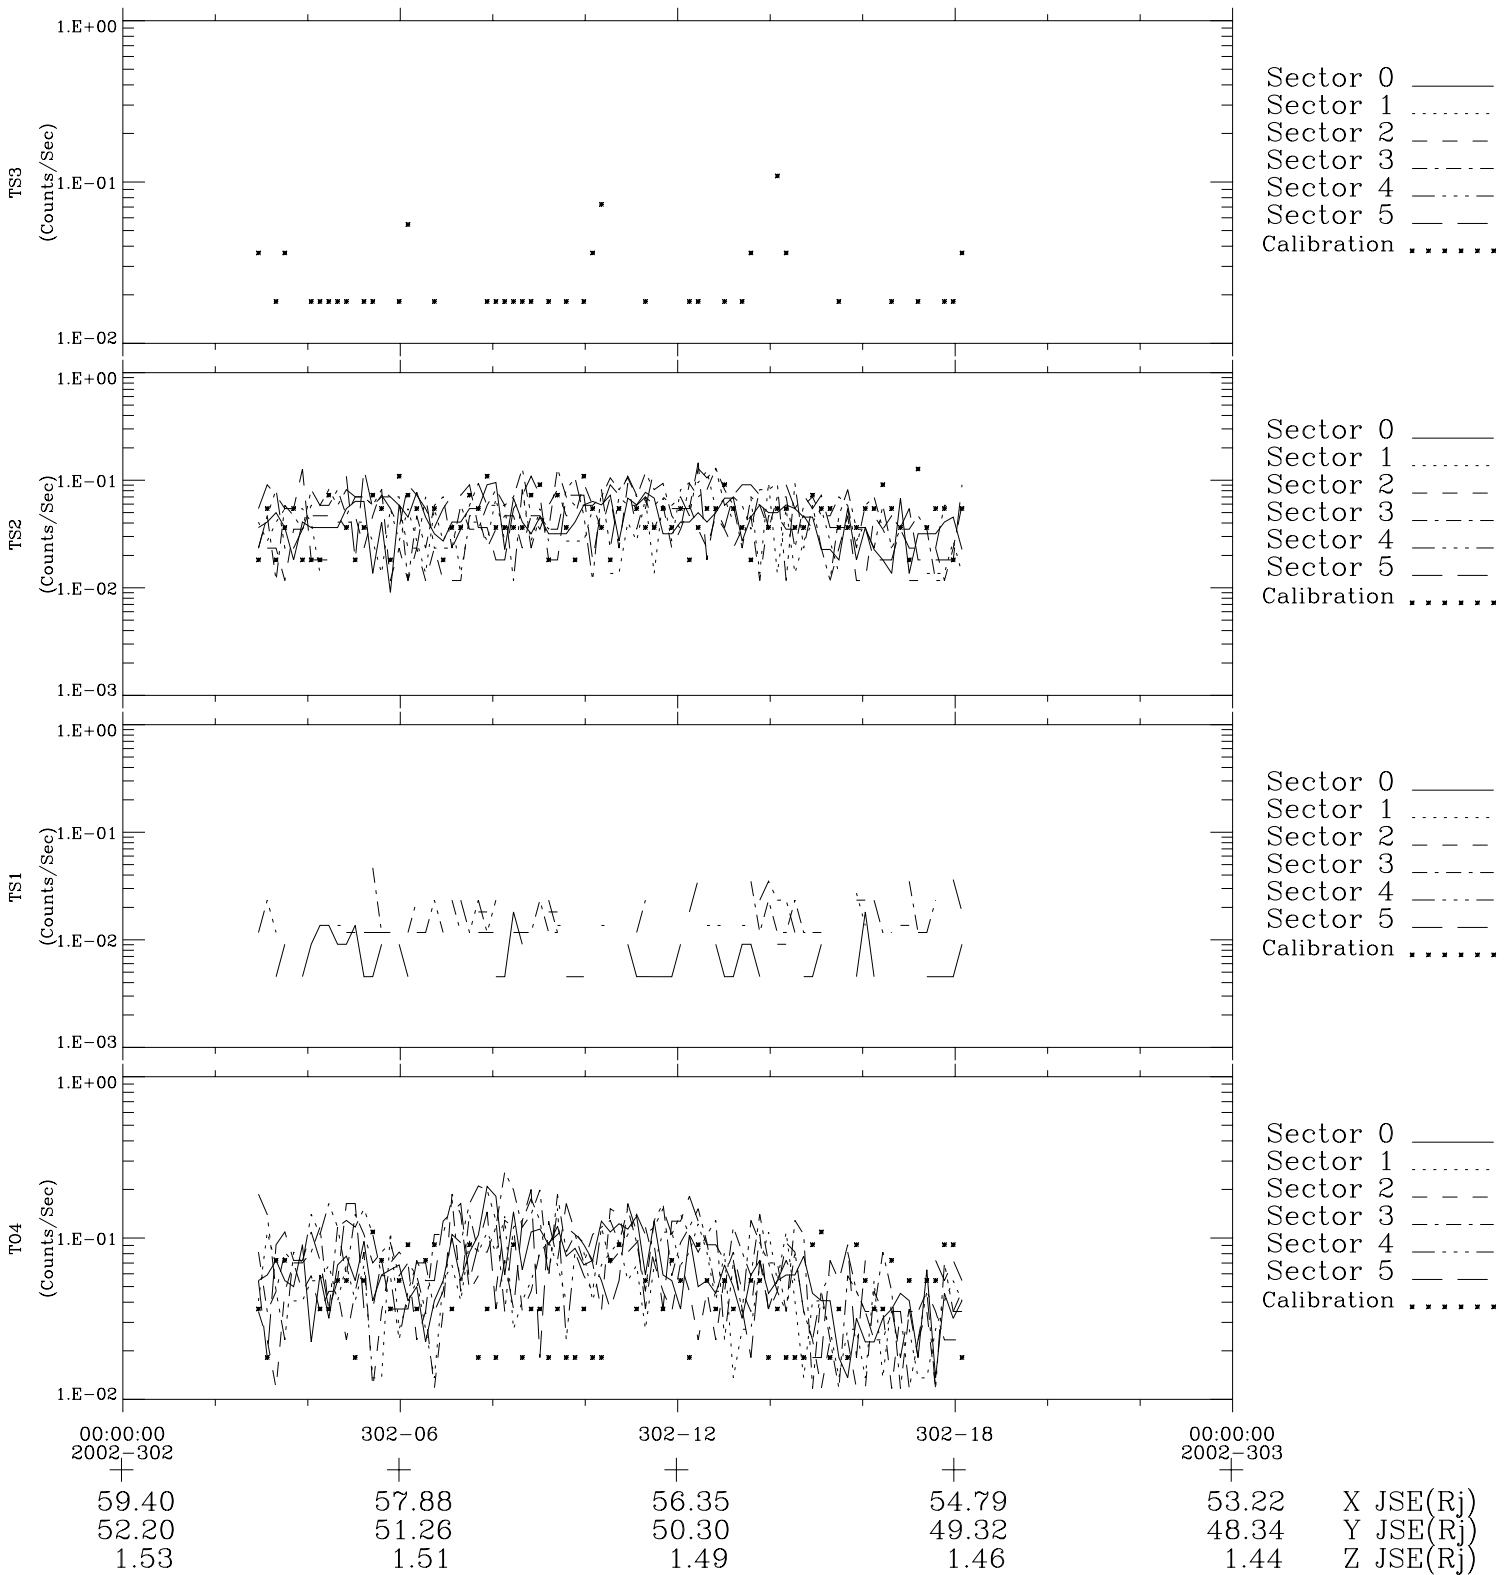 1.E+00
1.E-01
1.E-02
TS3
(Counts/Sec)
Sector 0
Sector 1
Sector 2
Sector 3
Sector 4
Sector 5
Calibration
1.E+00
1.E-01
1.E-02
1.E-03
TS2
(Counts/Sec)
Sector 0
Sector 1
Sector 2
Sector 3
Sector 4
Sector 5
Calibration
1.E+00
1.E-01
1.E-02
1.E-03
TS1
(Counts/Sec)
Sector 0
Sector 1
Sector 2
Sector 3
Sector 4
Sector 5
Calibration
1.E+00
1.E-01
1.E-02
T04
(Counts/Sec)
Sector 0
Sector 1
Sector 2
Sector 3
Sector 4
Sector 5
Calibration
00:00:00 302-06 302-12 302-18 00:00:00
2002-302 2002-303
59.40 57.88 56.35 54.79 53.22 X JSE(Rj)
52.20 51.26 50.30 49.32 48.34 Y JSE(Rj)
1.53 1.51 1.49 1.46 1.44 Z JSE(Rj)